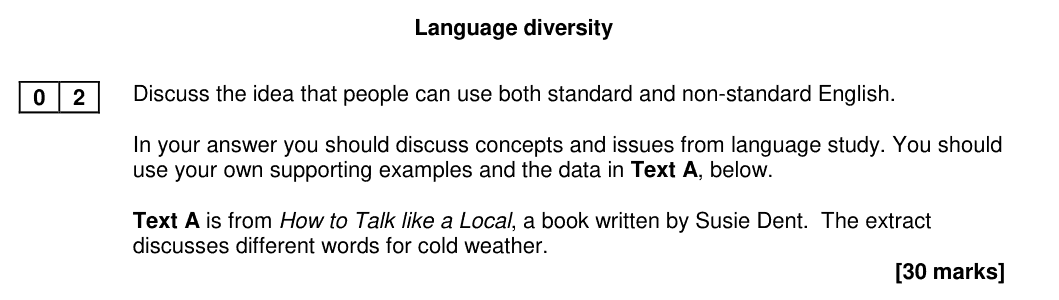 Language diversity
0 2 Discuss the idea that people can use both standard and non-standard English.
In your answer you should discuss concepts and issues from language study. You should
use your own supporting examples and the data in Text A, below.
Text A is from How to Talk like a Local, a book written by Susie Dent. The extract
discusses different words for cold weather.
[30 marks]